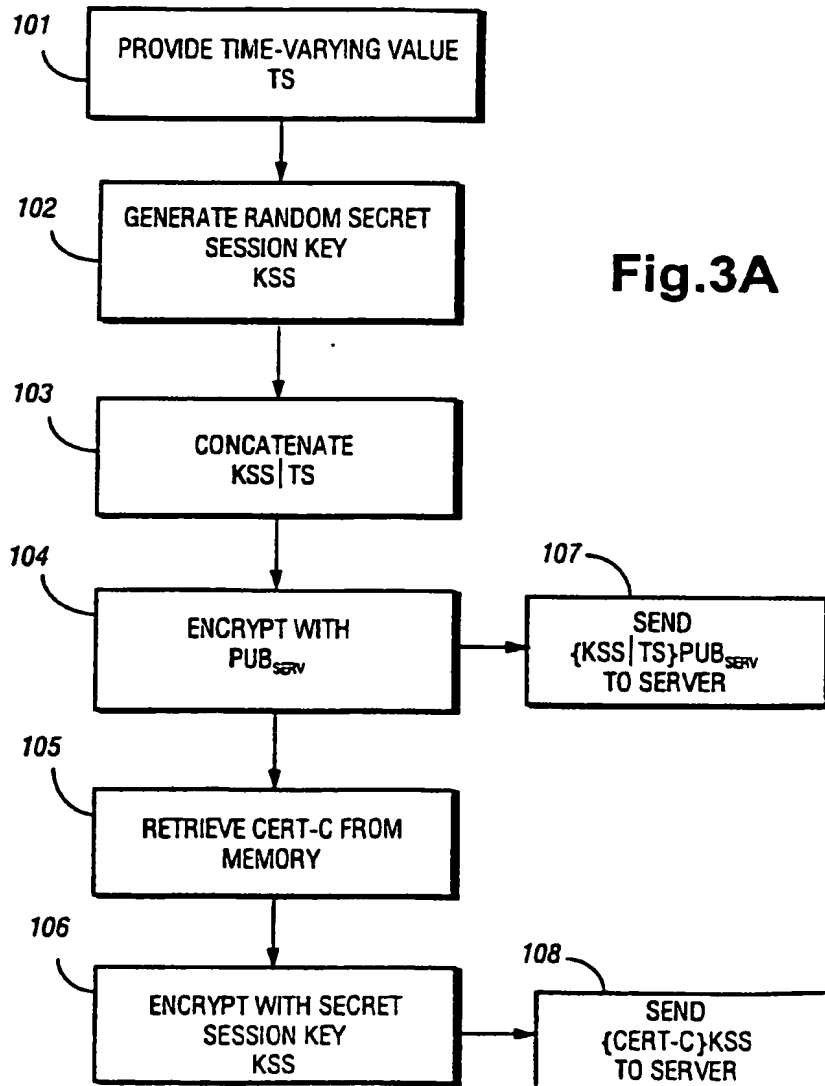 101
PROVIDE TIME-VARYING VALUE
TS
102
GENERATE RANDOM SECRET
SESSION KEY
KSS
Fig.3A
103
CONCATENATE
KSS|TS
104
ENCRYPT WITH
PUBSERV
107
SEND
{KSS|TS}PUBSERV
TO SERVER
105
RETRIEVE CERT-C FROM
MEMORY
106
ENCRYPT WITH SECRET
SESSION KEY
KSS
108
SEND
{CERT-C}KSS
TO SERVER